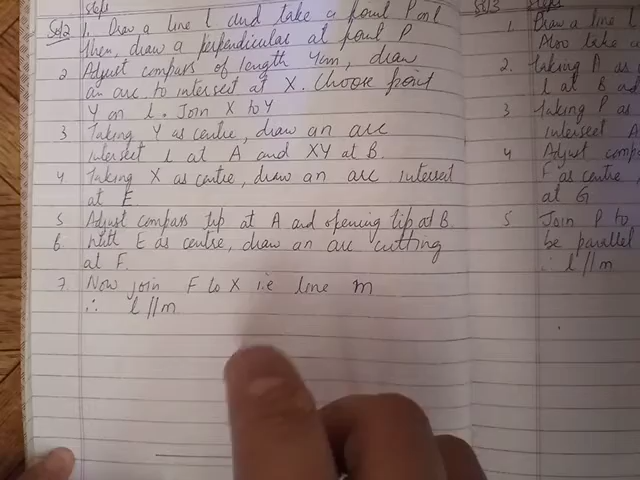 Steps
Sol2 1. Draw a line l and take a point P on l
then, draw a perpendicular at point P
2 Adjust compass of length 4cm, draw
an arc to intersect at X. Choose point
Y on l. Join X to Y
3 Taking Y as centre, draw an arc
intersect l at A and XY at B.
4 Taking X as centre, draw an arc intersect
at E
5 Adjust compass tip at A and opening tip at B
6. With E as centre, draw an arc cutting
at F.
7 Now join F to X i.e line m
∴ l // m
Sol3
1. Draw a line l
Also take a
2. Taking A as
l at B and
3 Taking P as
intersect A
4 Adjust comp
F as centre,
at G
5 Join P to
be parallel
∴ l // m